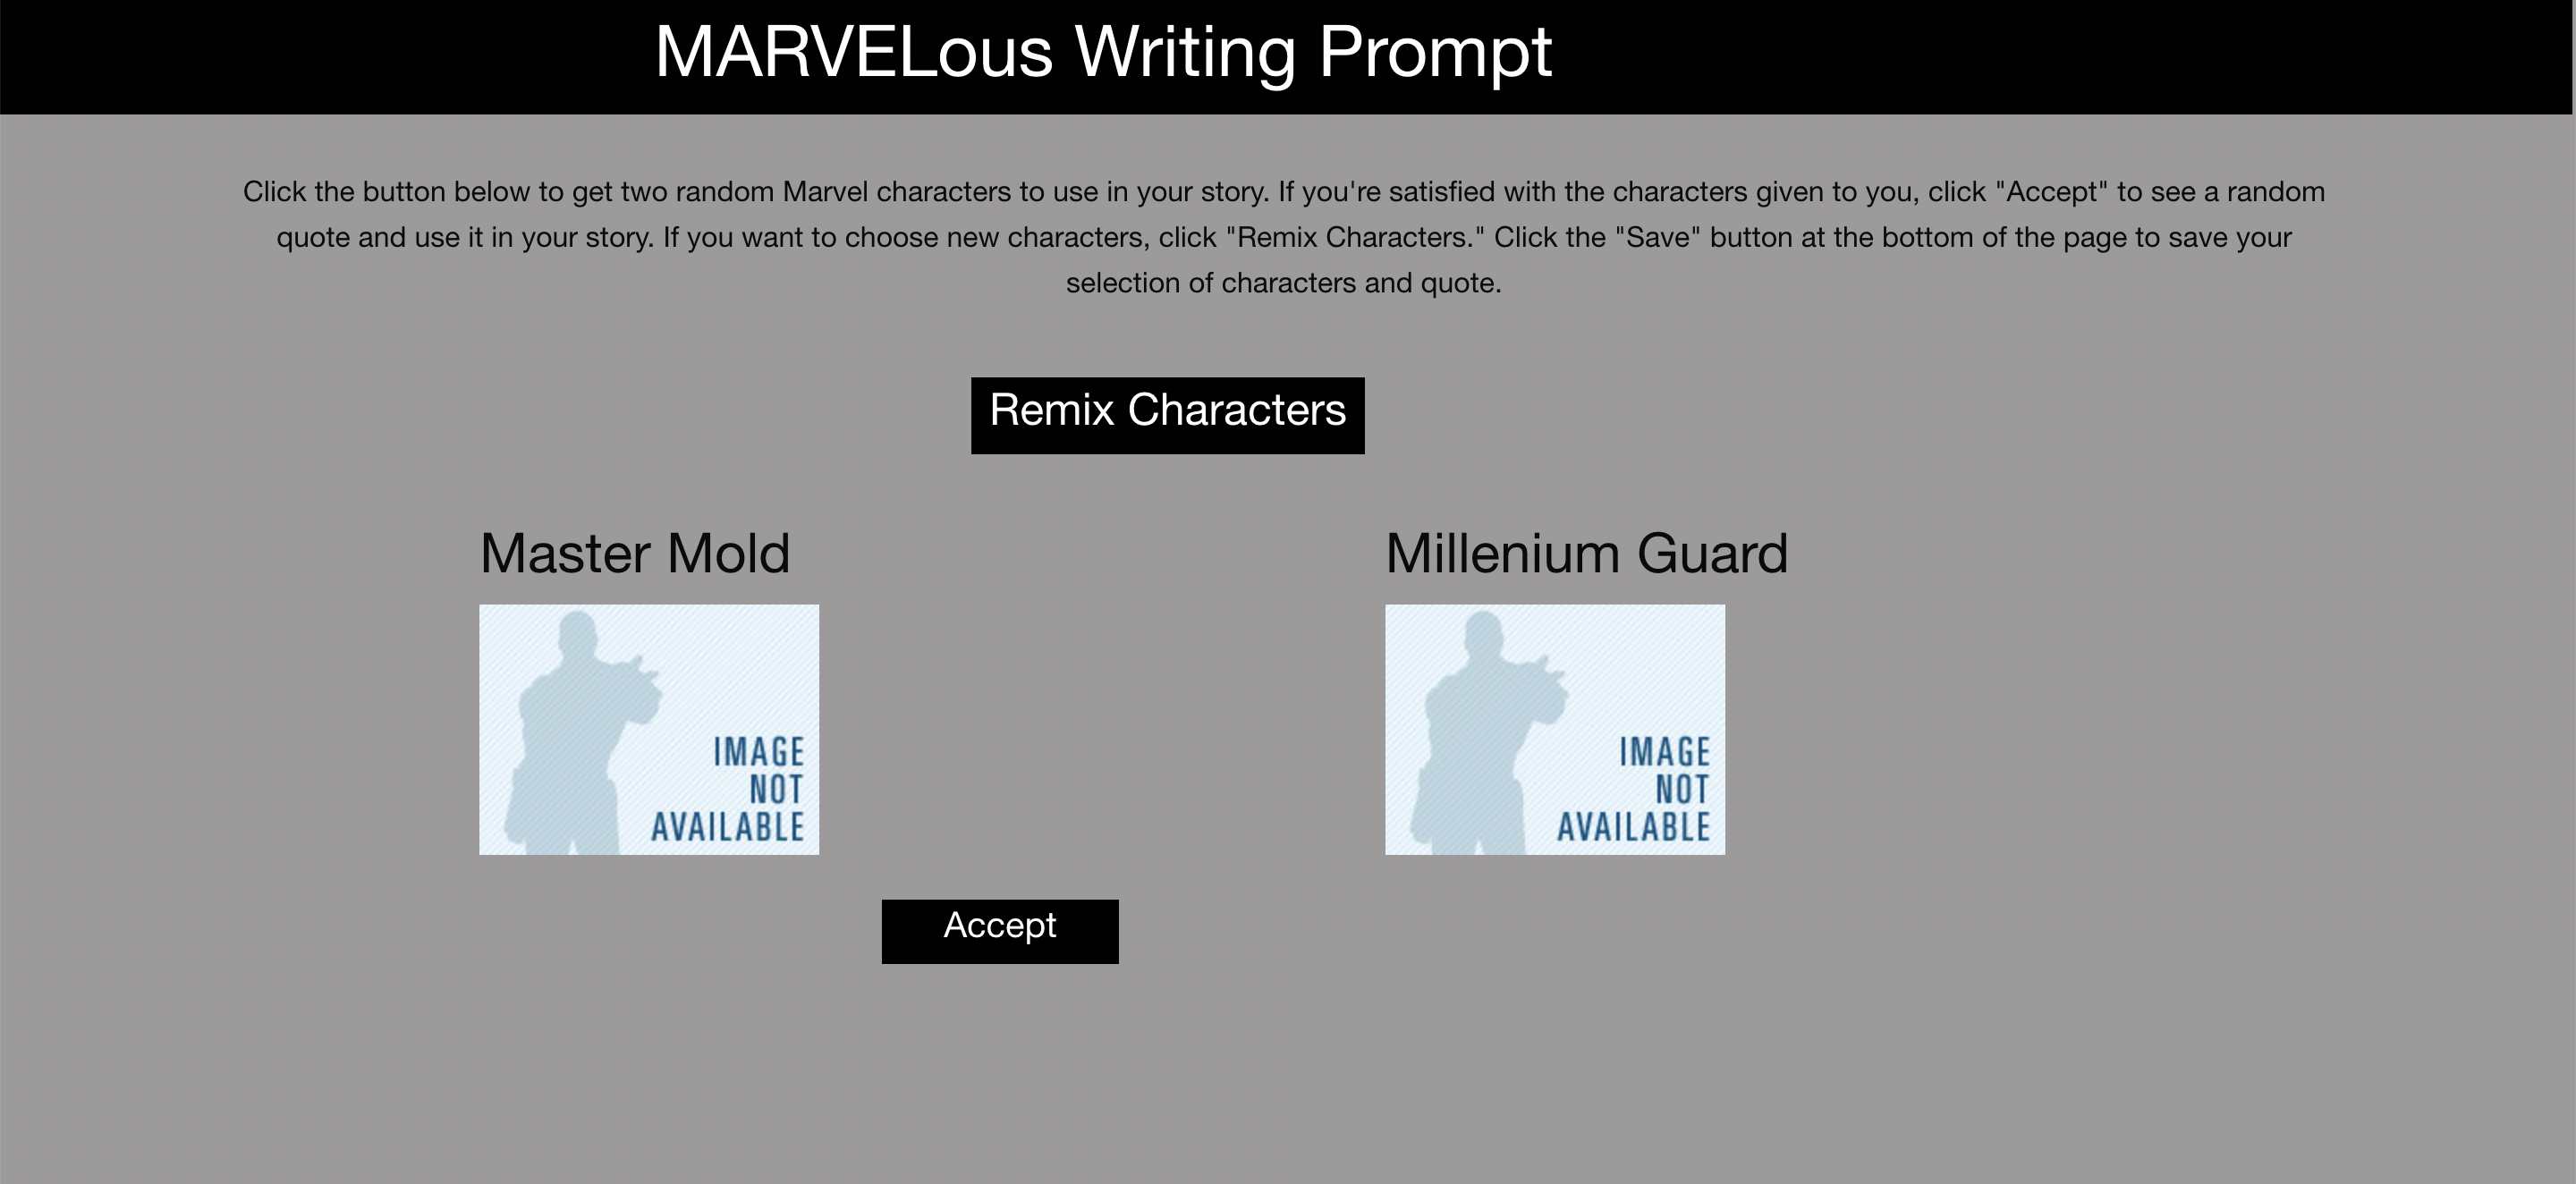 MARVELous Writing Prompt
Click the button below to get two random Marvel characters to use in your story. If you're satisfied with the characters given to you, click "Accept" to see a random
quote and use it in your story. If you want to choose new characters, click "Remix Characters." Click the "Save" button at the bottom of the page to save your
selection of characters and quote.
Remix Characters
Master Mold
IMAGE
NOT
AVAILABLE
Millenium Guard
IMAGE
NOT
AVAILABLE
Accept